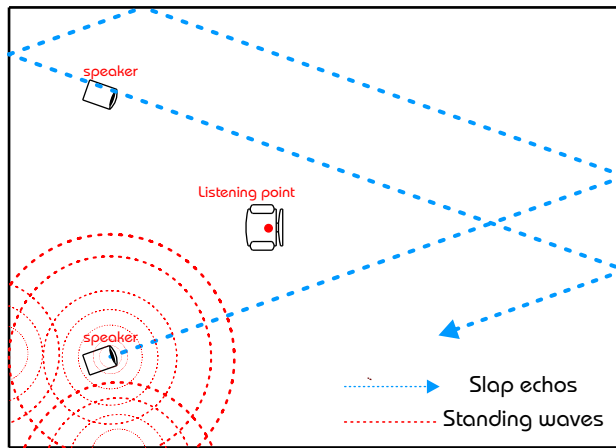 speaker
Listening point
speaker
Slap echos
Standing waves